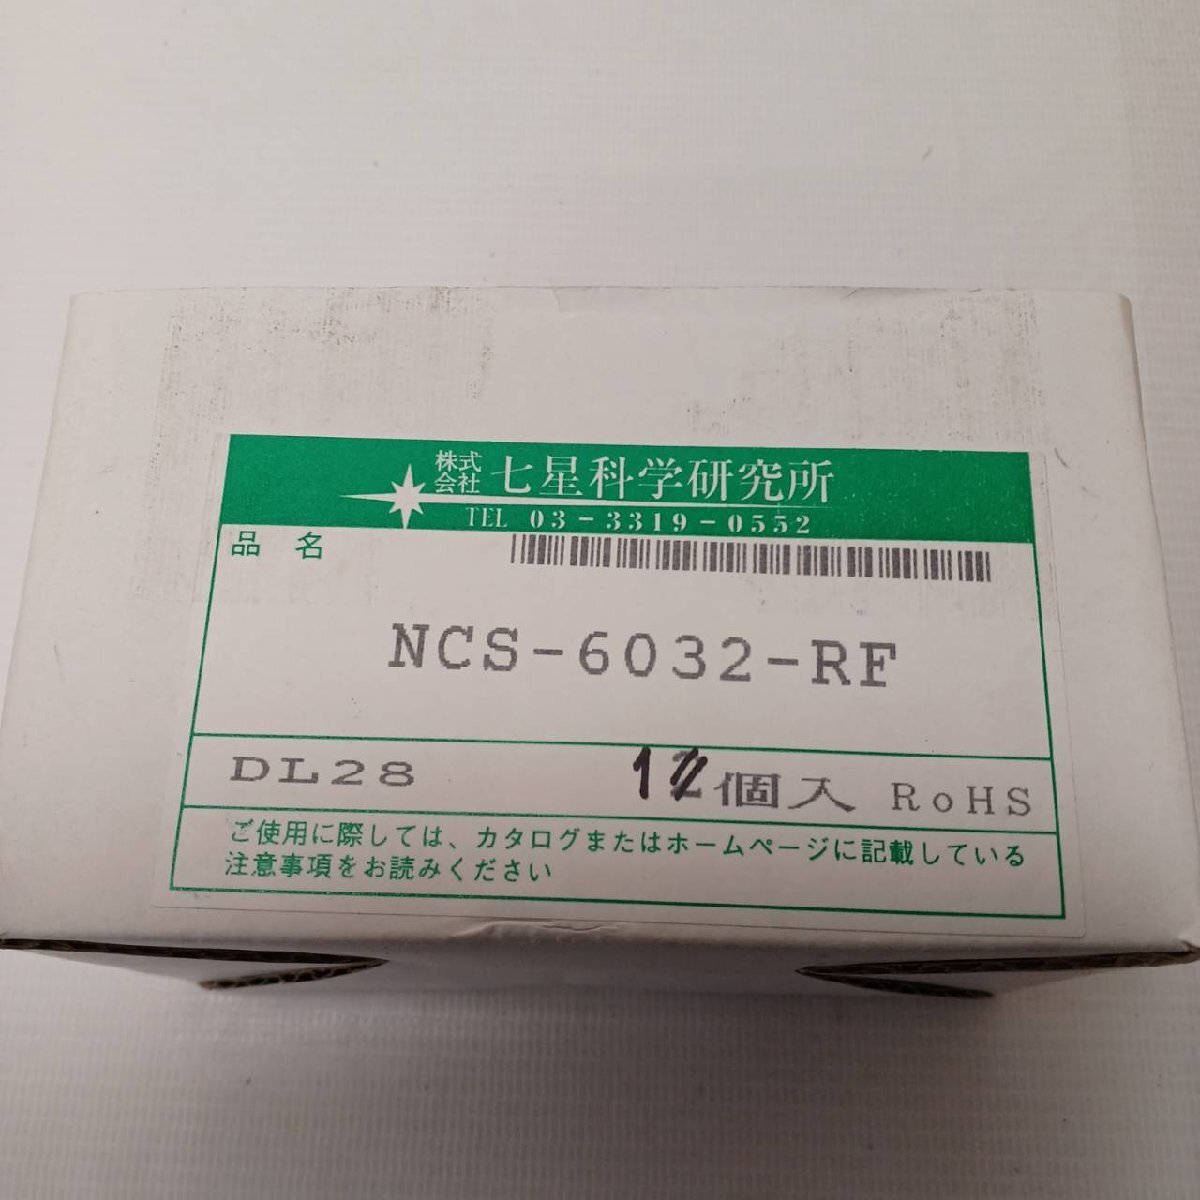 株式会社 七星科学研究所
TEL 03-3319-0552
品 名
NCS-6032-RF
DL28 1個入 RoHS
ご使用に際しては、カタログまたはホームページに記載している
注意事項をお読みください